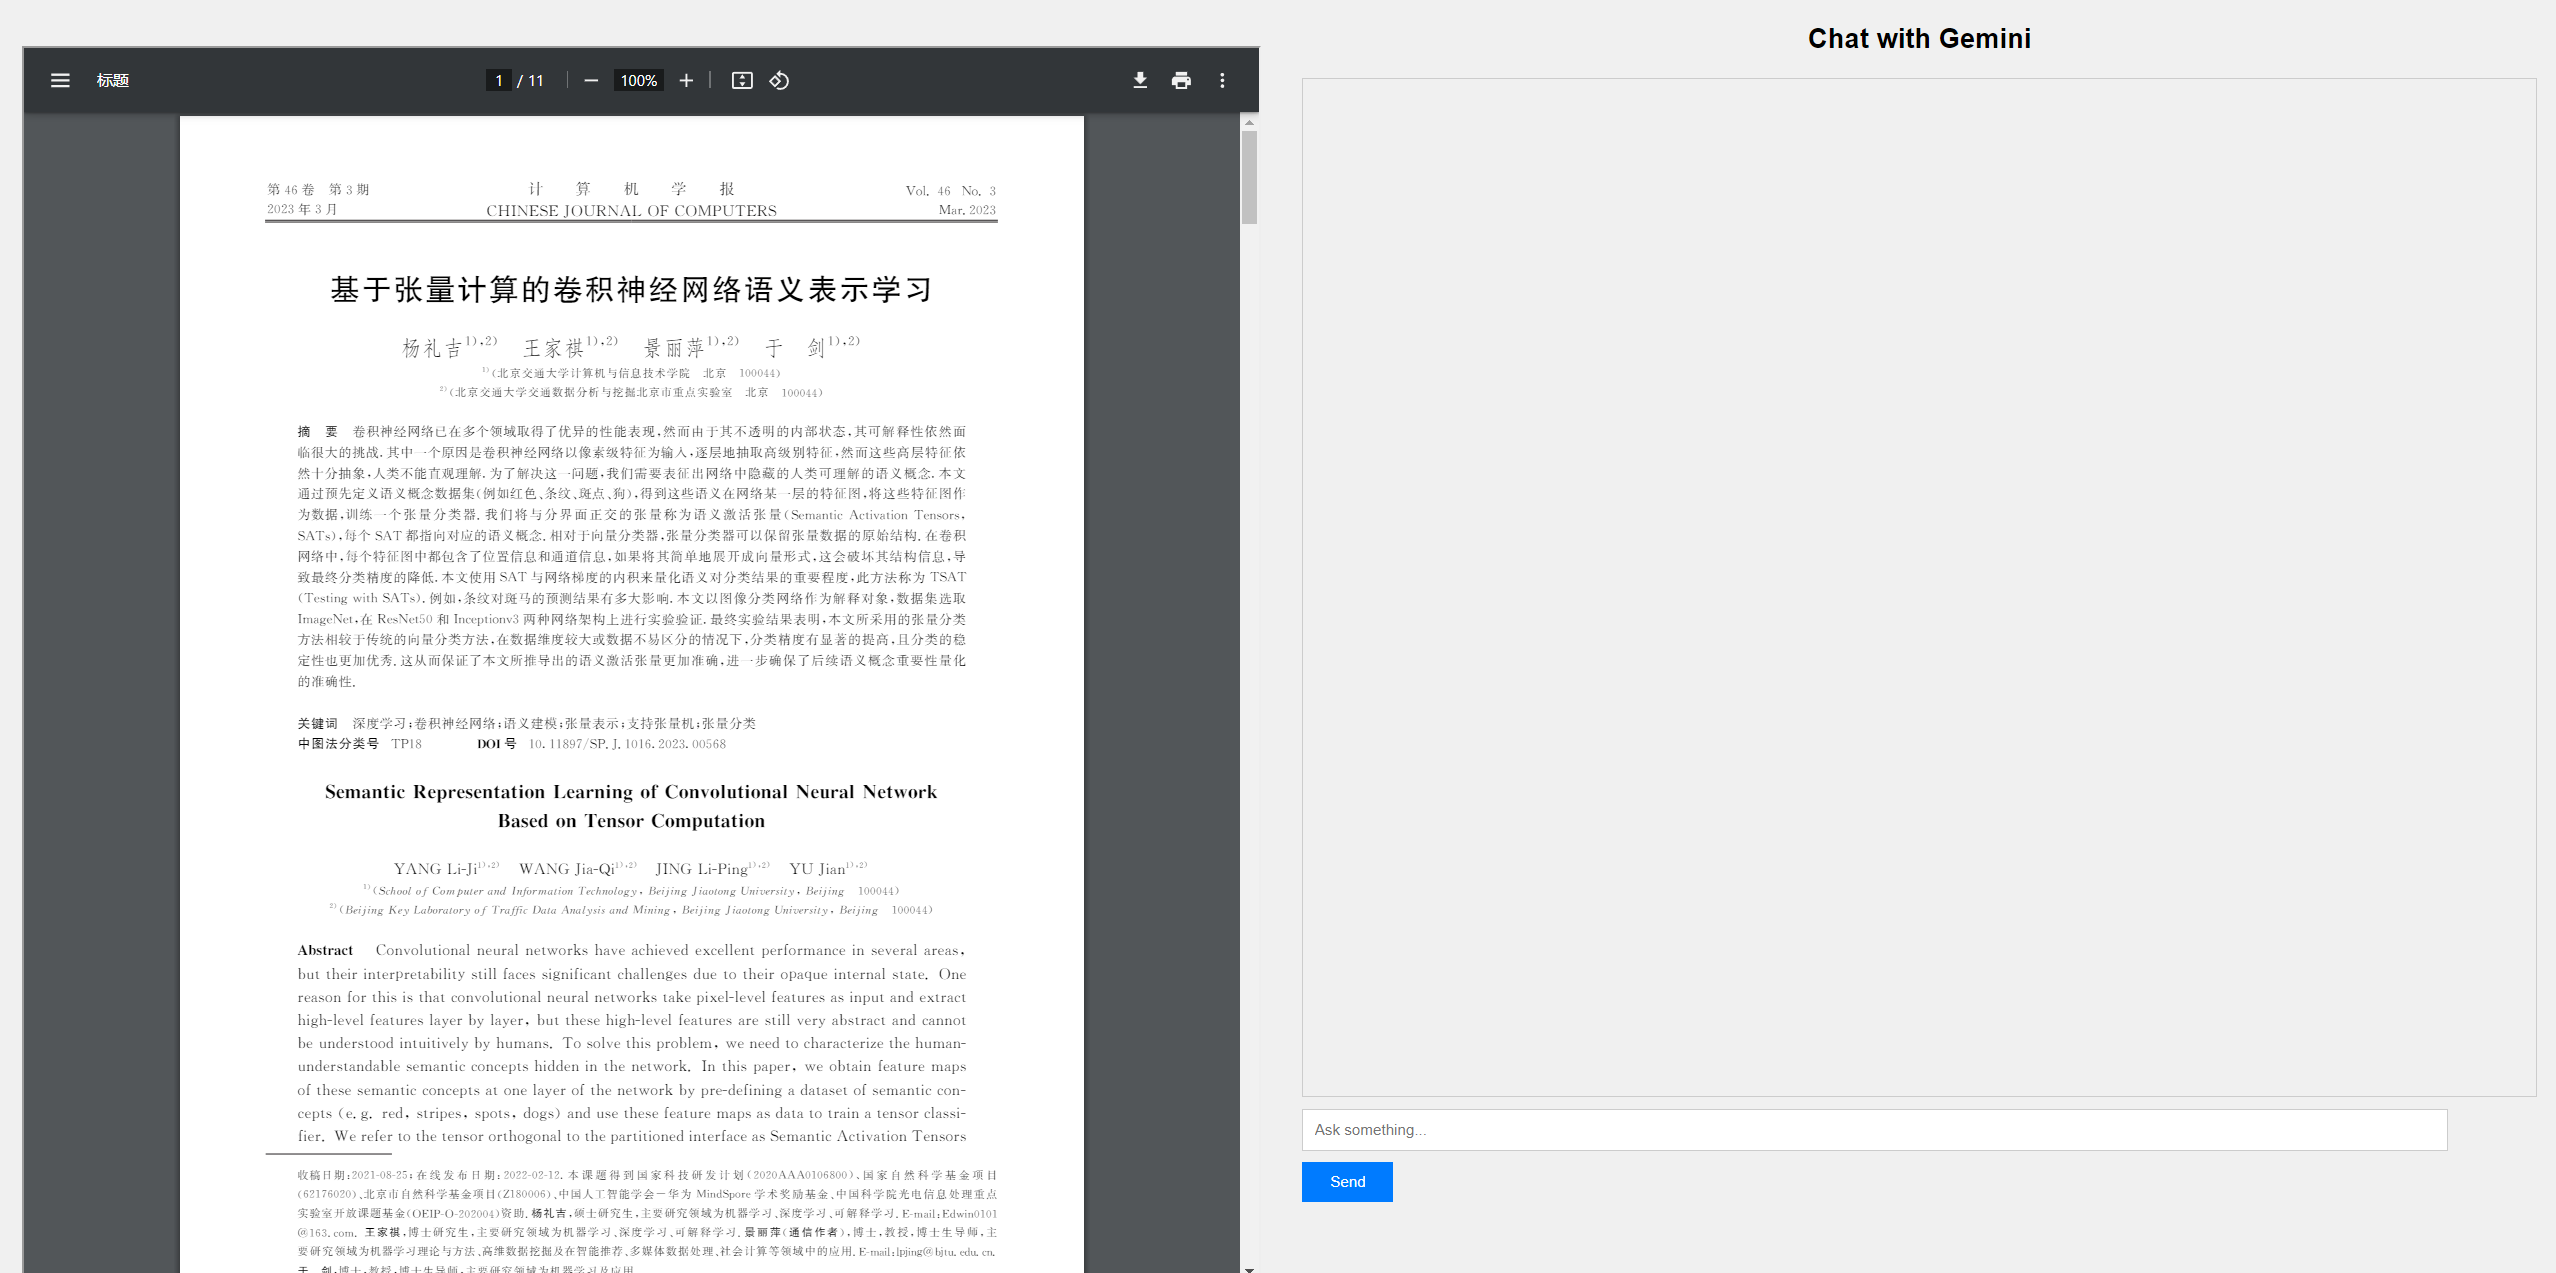 标题
1 / 11
100%
第 46 卷 第 3 期
计 算 机 学 报
Vol. 46 No. 3
2023 年 3 月
CHINESE JOURNAL OF COMPUTERS
Mar. 2023
基于张量计算的卷积神经网络语义表示学习
杨礼吉1),2) 王家祺1),2) 景丽萍1),2) 于 剑1),2)
1)(北京交通大学计算机与信息技术学院 北京 100044)
2)(北京交通大学交通数据分析与挖掘北京市重点实验室 北京 100044)
摘 要 卷积神经网络已在多个领域取得了优异的性能表现,然而由于其不透明的内部状态,其可解释性依然面
临很大的挑战.其中一个原因是卷积神经网络以像素级特征为输入,逐层地抽取高级别特征,然而这些高层特征依
然十分抽象,人类不能直观理解.为了解决这一问题,我们需要表征出网络中隐藏的人类可理解的语义概念.本文
通过预先定义语义概念数据集(例如红色、条纹、斑点、狗),得到这些语义在网络某一层的特征图,将这些特征图作
为数据,训练一个张量分类器.我们将与分界面正交的张量称为语义激活张量(Semantic Activation Tensors,
SATs),每个 SAT 都指向对应的语义概念.相对于向量分类器,张量分类器可以保留张量数据的原始结构.在卷积
网络中,每个特征图中都包含了位置信息和通道信息,如果将其简单地展开成向量形式,这会破坏其结构信息,导
致最终分类精度的降低.本文使用 SAT 与网络梯度的内积来量化语义对分类结果的重要程度,此方法称为 TSAT
(Testing with SATs).例如,条纹对斑马的预测结果有多大影响.本文以图像分类网络作为解释对象,数据集选取
ImageNet,在 ResNet50 和 Inceptionv3 两种网络架构上进行实验验证.最终实验结果表明,本文所采用的张量分类
方法相较于传统的向量分类方法,在数据维度较大或数据不易区分的情况下,分类精度有显著的提高,且分类的稳
定性也更加优秀.这从而保证了本文所推导出的语义激活张量更加准确,进一步确保了后续语义概念重要性量化
的准确性.
关键词 深度学习;卷积神经网络;语义建模;张量表示;支持张量机;张量分类
中图法分类号 TP18 DOI号 10.11897/SP.J.1016.2023.00568
Semantic Representation Learning of Convolutional Neural Network
Based on Tensor Computation
YANG Li-Ji1),2) WANG Jia-Qi1),2) JING Li-Ping1),2) YU Jian1),2)
1)(School of Computer and Information Technology, Beijing Jiaotong University, Beijing 100044)
2)(Beijing Key Laboratory of Traffic Data Analysis and Mining, Beijing Jiaotong University, Beijing 100044)
Abstract Convolutional neural networks have achieved excellent performance in several areas,
but their interpretability still faces significant challenges due to their opaque internal state. One
reason for this is that convolutional neural networks take pixel-level features as input and extract
high-level features layer by layer, but these high-level features are still very abstract and cannot
be understood intuitively by humans. To solve this problem, we need to characterize the human-
understandable semantic concepts hidden in the network. In this paper, we obtain feature maps
of these semantic concepts at one layer of the network by pre-defining a dataset of semantic con-
cepts (e.g. red, stripes, spots, dogs) and use these feature maps as data to train a tensor classi-
fier. We refer to the tensor orthogonal to the partitioned interface as Semantic Activation Tensors
收稿日期:2021-08-25;在线发布日期:2022-02-12.本课题得到国家科技研发计划(2020AAA0106800)、国家自然科学基金项目
(62176020)、北京市自然科学基金项目(Z180006)、中国人工智能学会—华为 MindSpore 学术奖励基金、中国科学院光电信息处理重点
实验室开放课题基金(OEIP-O-202004)资助.杨礼吉,硕士研究生,主要研究领域为机器学习、深度学习、可解释学习.E-mail:Edwin0101
@163.com. 王家祺,博士研究生,主要研究领域为机器学习、深度学习、可解释学习.景丽萍(通信作者),博士,教授,博士生导师,主
要研究领域为机器学习理论与方法、高维数据挖掘及在智能推荐、多媒体数据处理、社会计算等领域中的应用.E-mail:lpjing@bjtu.edu.cn.
于 剑,博士,教授,博士生导师,主要研究领域为机器学习及应用.
Chat with Gemini
Ask something...
Send